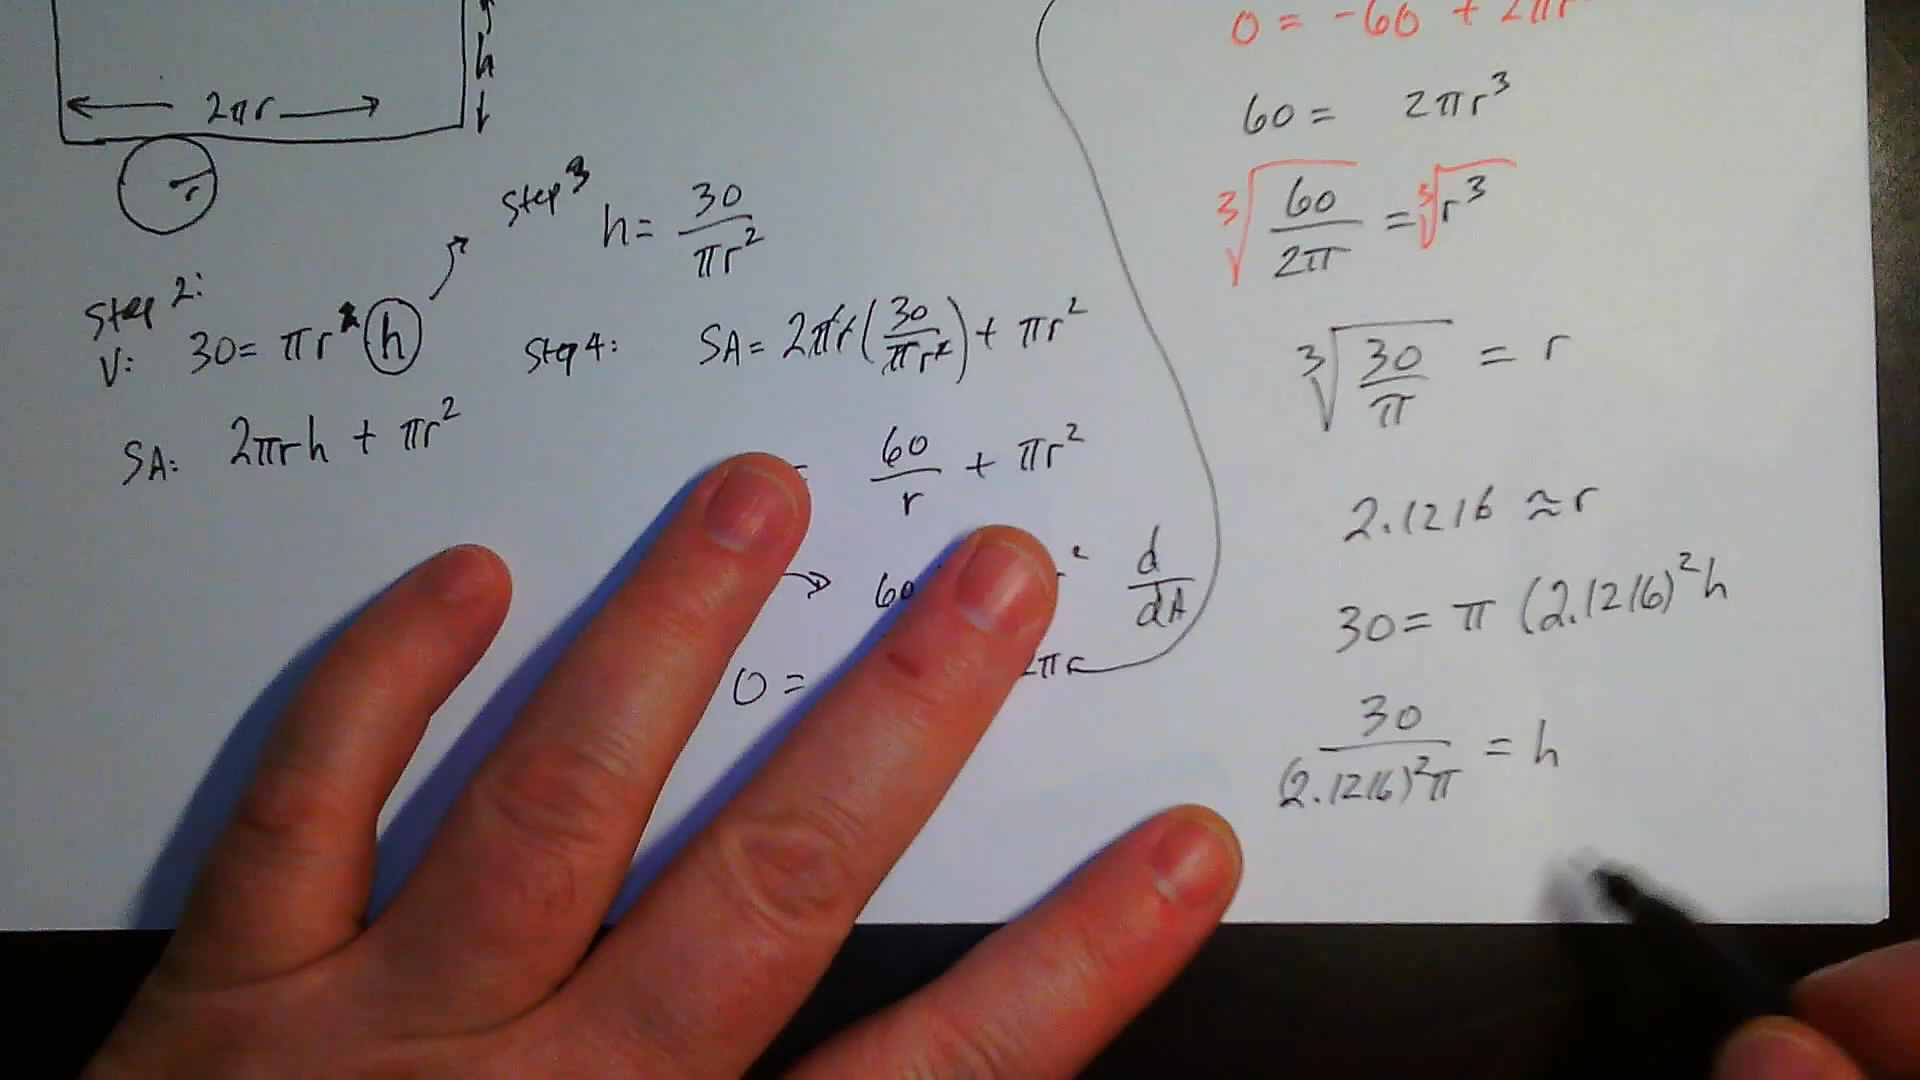 h
2πr
r
Step 3
h = 30/πr²
Step 2:
V: 30 = πr² h
Step 4: SA = 2πr(30/πr²) + πr²
SA: 2πrh + πr²
= 60/r + πr²
60
d/dA
0 = 2πr
0 = -60 + 2πr
60 = 2πr³
∛(60/2π) = ∛r³
∛(30/π) = r
2.1216 ≈ r
30 = π (2.1216)²h
30/(2.1216)²π = h